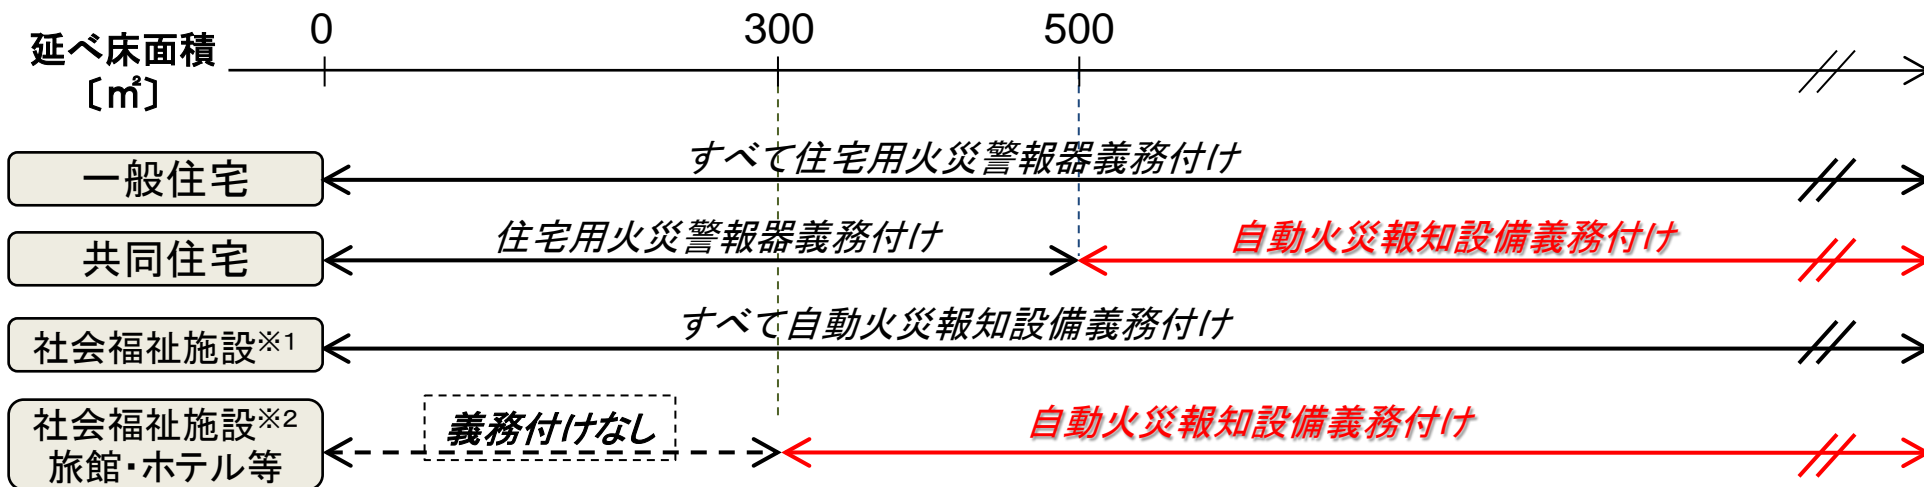 0
300
500
延べ床面積
〔㎡〕
一般住宅
すべて住宅用火災警報器義務付け
共同住宅
住宅用火災警報器義務付け
自動火災報知設備義務付け
社会福祉施設※1
すべて自動火災報知設備義務付け
社会福祉施設※2
旅館・ホテル等
義務付けなし
自動火災報知設備義務付け